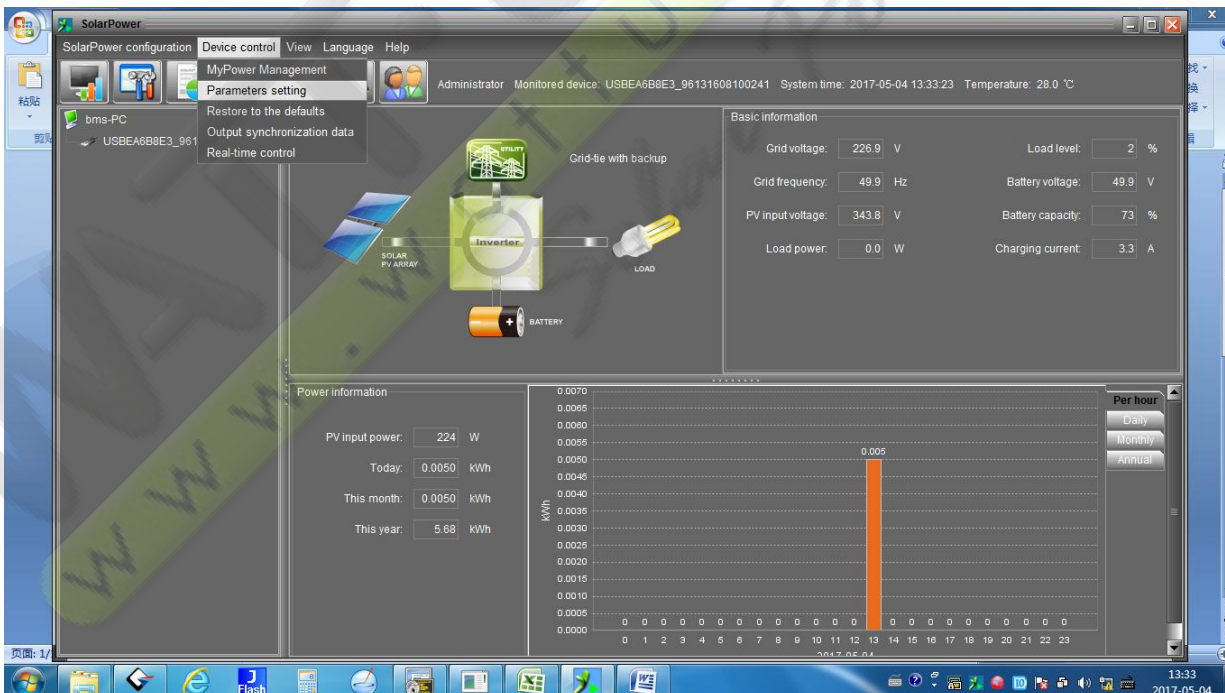 SolarPower
SolarPower configuration Device control View Language Help
MyPower Management
Parameters setting
Restore to the defaults
Output synchronization data
Real-time control
Administrator Monitored device: USBEA6B8E3_96131608100241 System time: 2017-05-04 13:33:23 Temperature: 28.0 ℃
bms-PC
USBEA6B8E3_961
粘贴
找
换
择
Grid-tie with backup
UTILITY
SOLAR
PV ARRAY
Inverter
LOAD
BATTERY
Basic information
Grid voltage: 226.9 V Load level: 2 %
Grid frequency: 49.9 Hz Battery voltage: 49.9 V
PV input voltage: 343.8 V Battery capacity: 73 %
Load power: 0.0 W Charging current: 3.3 A
Power information
PV input power: 224 W
Today: 0.0050 kWh
This month: 0.0050 kWh
This year: 5.68 kWh
kWh
0.0070
0.0065
0.0060
0.0055
0.0050
0.0045
0.0040
0.0035
0.0030
0.0025
0.0020
0.0015
0.0010
0.0005
0.0000
0.005
0 0 0 0 0 0 0 0 0 0 0 0 0 0 0 0 0 0 0 0 0 0 0
0 1 2 3 4 5 6 7 8 9 10 11 12 13 14 15 16 17 18 19 20 21 22 23
2017-05-04
Per hour
Daily
Monthly
Annual
页面: 1/
J
Flash
13:33
2017-05-04